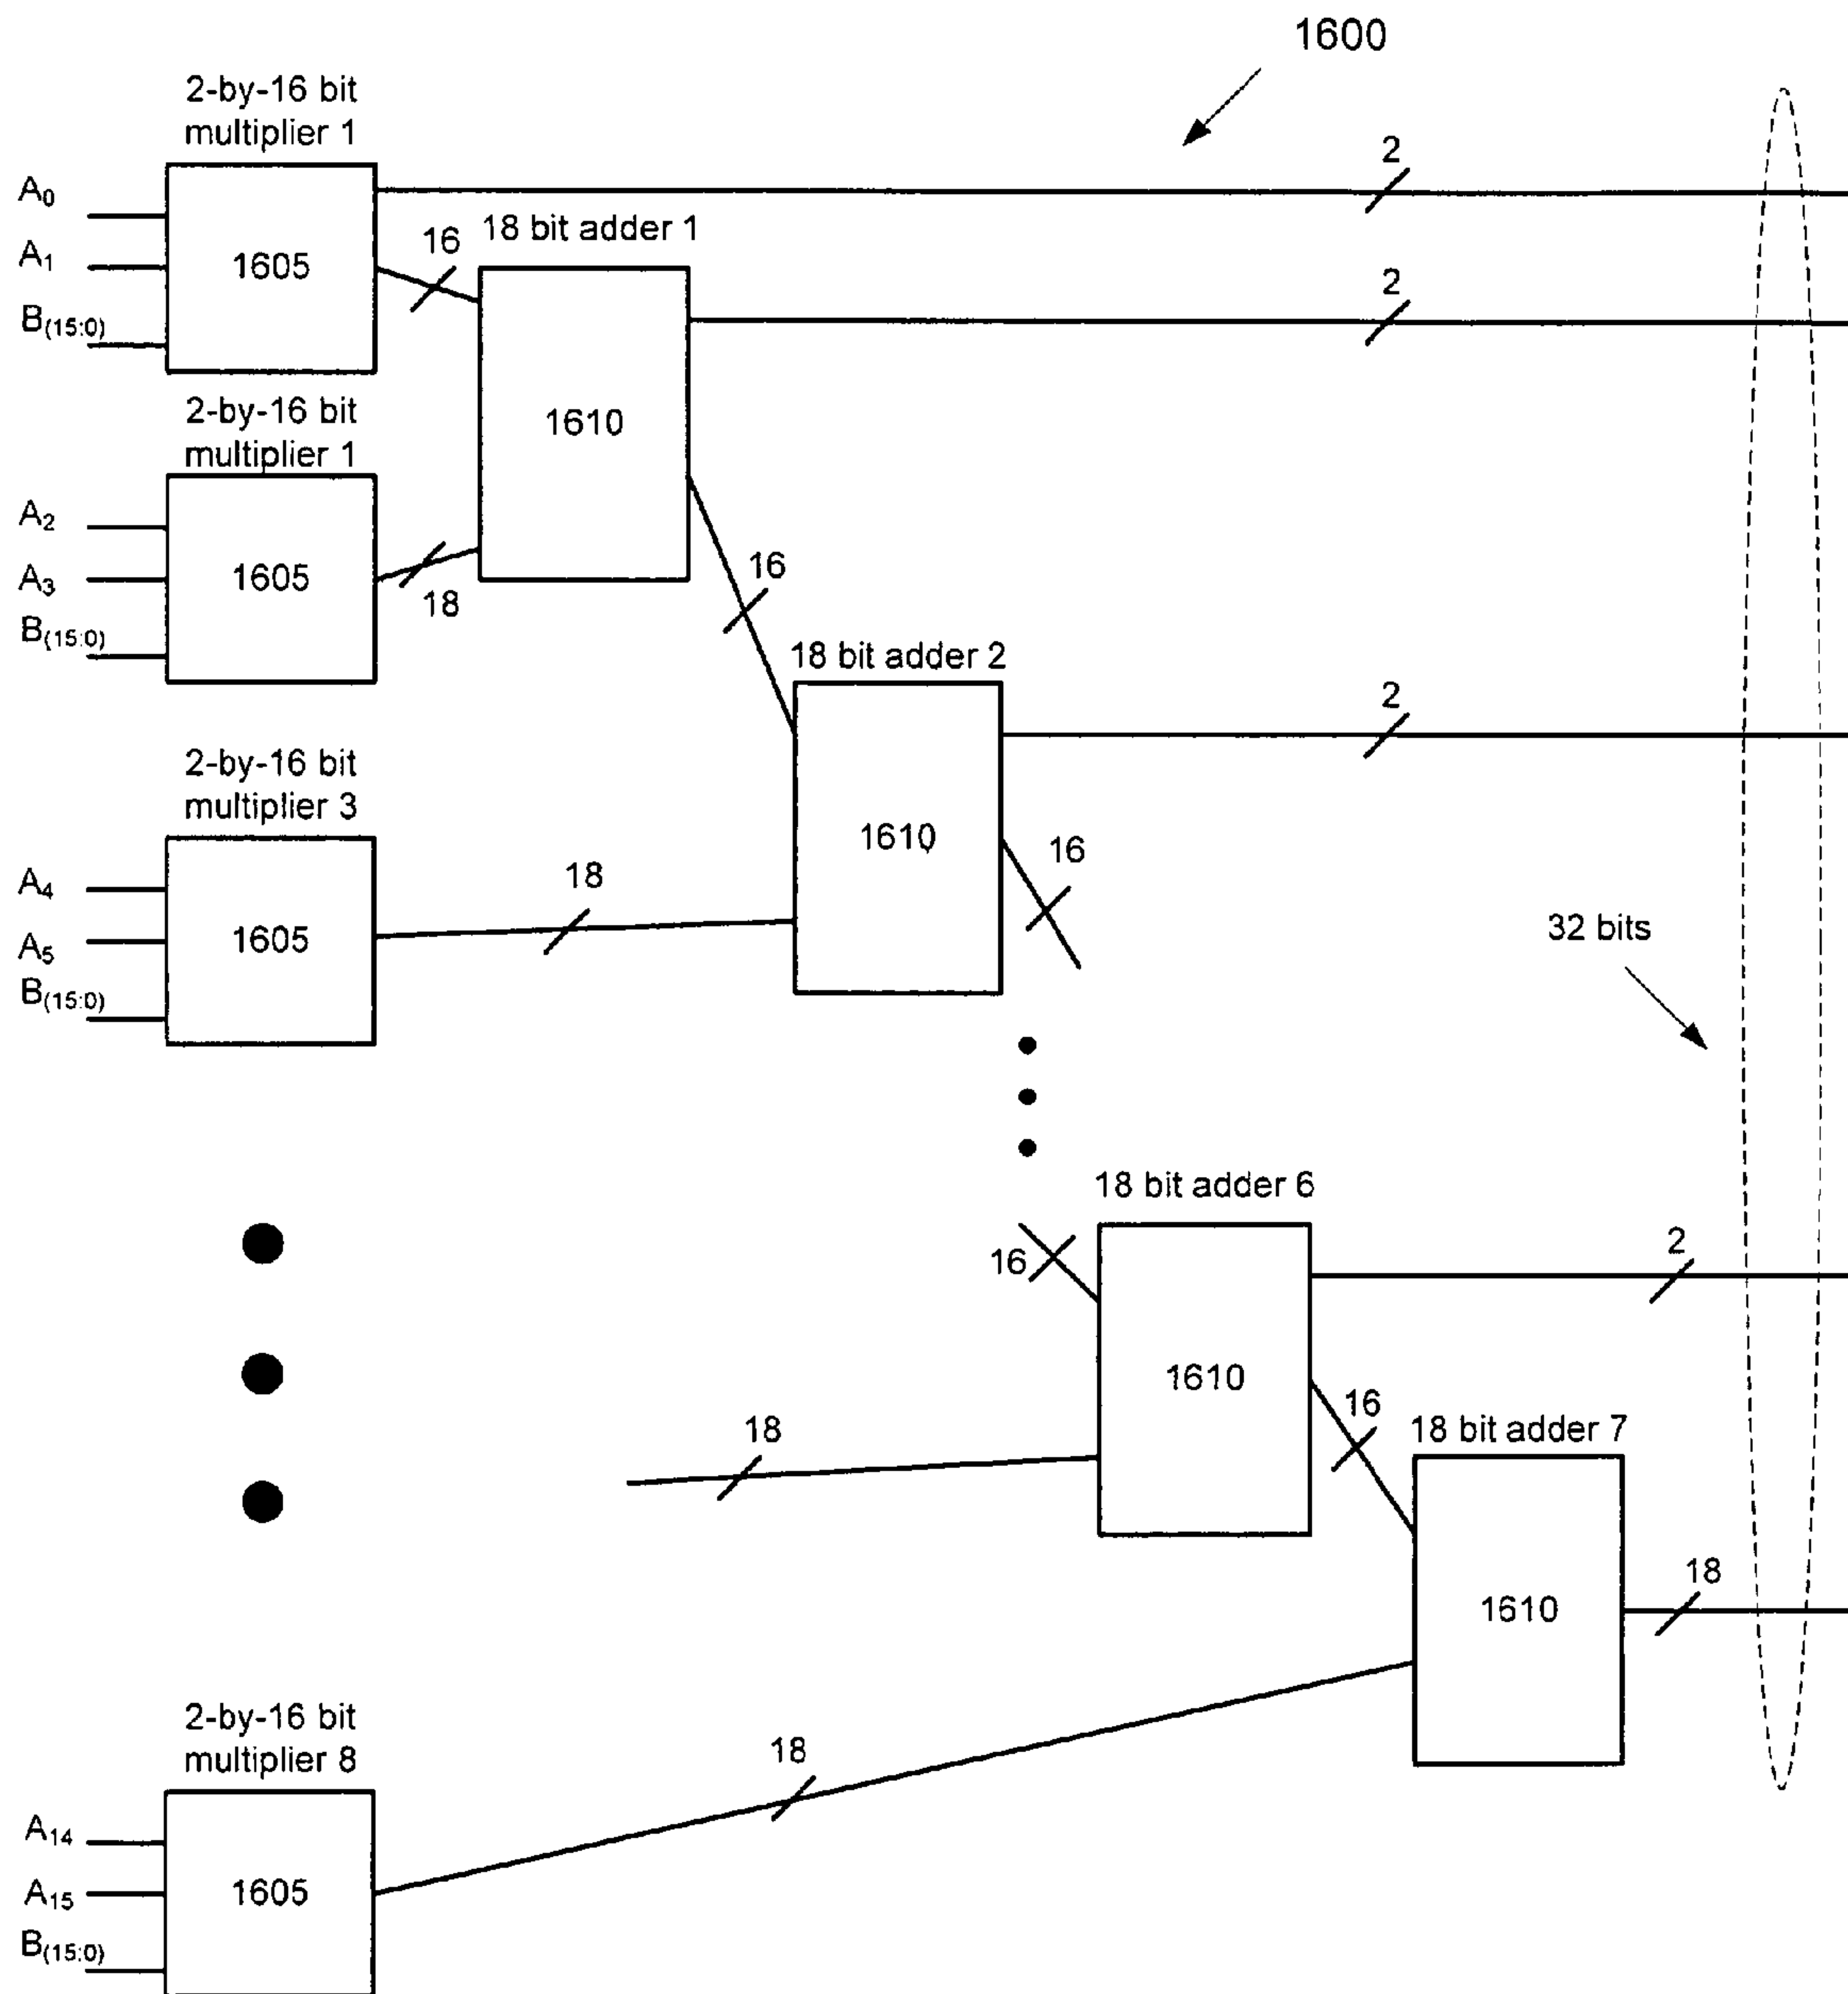 1600
2-by-16 bit
multiplier 1
2
A₀
18 bit adder 1
16
A₁
1605
2
B₍₁₅:₀₎
2-by-16 bit
multiplier 1
1610
A₂
A₃
1605
18
16
B₍₁₅:₀₎
18 bit adder 2
2
2-by-16 bit
multiplier 3
1610
16
18
A₄
A₅
1605
32 bits
B₍₁₅:₀₎
18 bit adder 6
16
2
1610
16
18
18 bit adder 7
18
1610
2-by-16 bit
multiplier 8
18
A₁₄
A₁₅
1605
B₍₁₅:₀₎